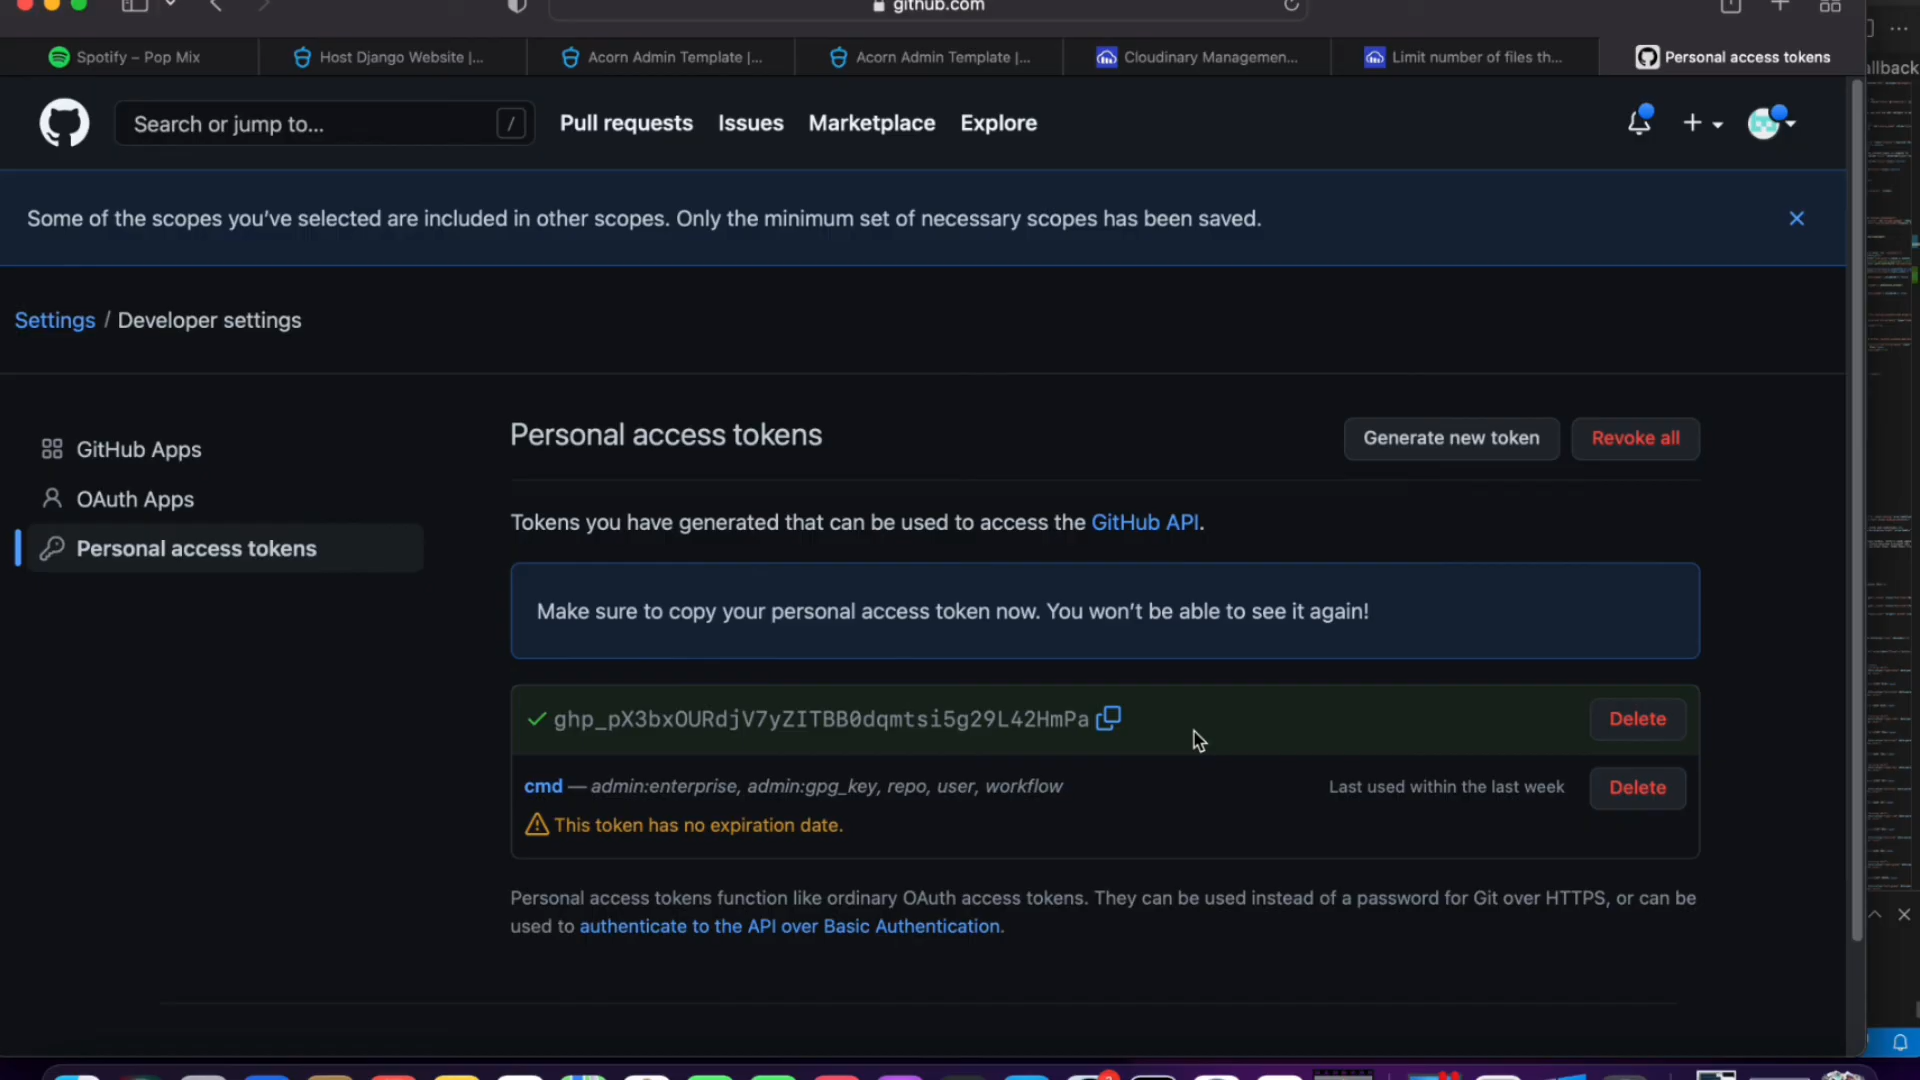 github.com
Spotify – Pop Mix
Host Django Website |...
Acorn Admin Template |...
Acorn Admin Template |...
Cloudinary Managemen...
Limit number of files th...
Personal access tokens
allback
Search or jump to...
/
Pull requests
Issues
Marketplace
Explore
Some of the scopes you’ve selected are included in other scopes. Only the minimum set of necessary scopes has been saved.
Settings / Developer settings
GitHub Apps
OAuth Apps
Personal access tokens
Personal access tokens
Generate new token
Revoke all
Tokens you have generated that can be used to access the GitHub API.
Make sure to copy your personal access token now. You won’t be able to see it again!
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
Delete
cmd — admin:enterprise, admin:gpg_key, repo, user, workflow
Last used within the last week
Delete
This token has no expiration date.
Personal access tokens function like ordinary OAuth access tokens. They can be used instead of a password for Git over HTTPS, or can be
used to authenticate to the API over Basic Authentication.